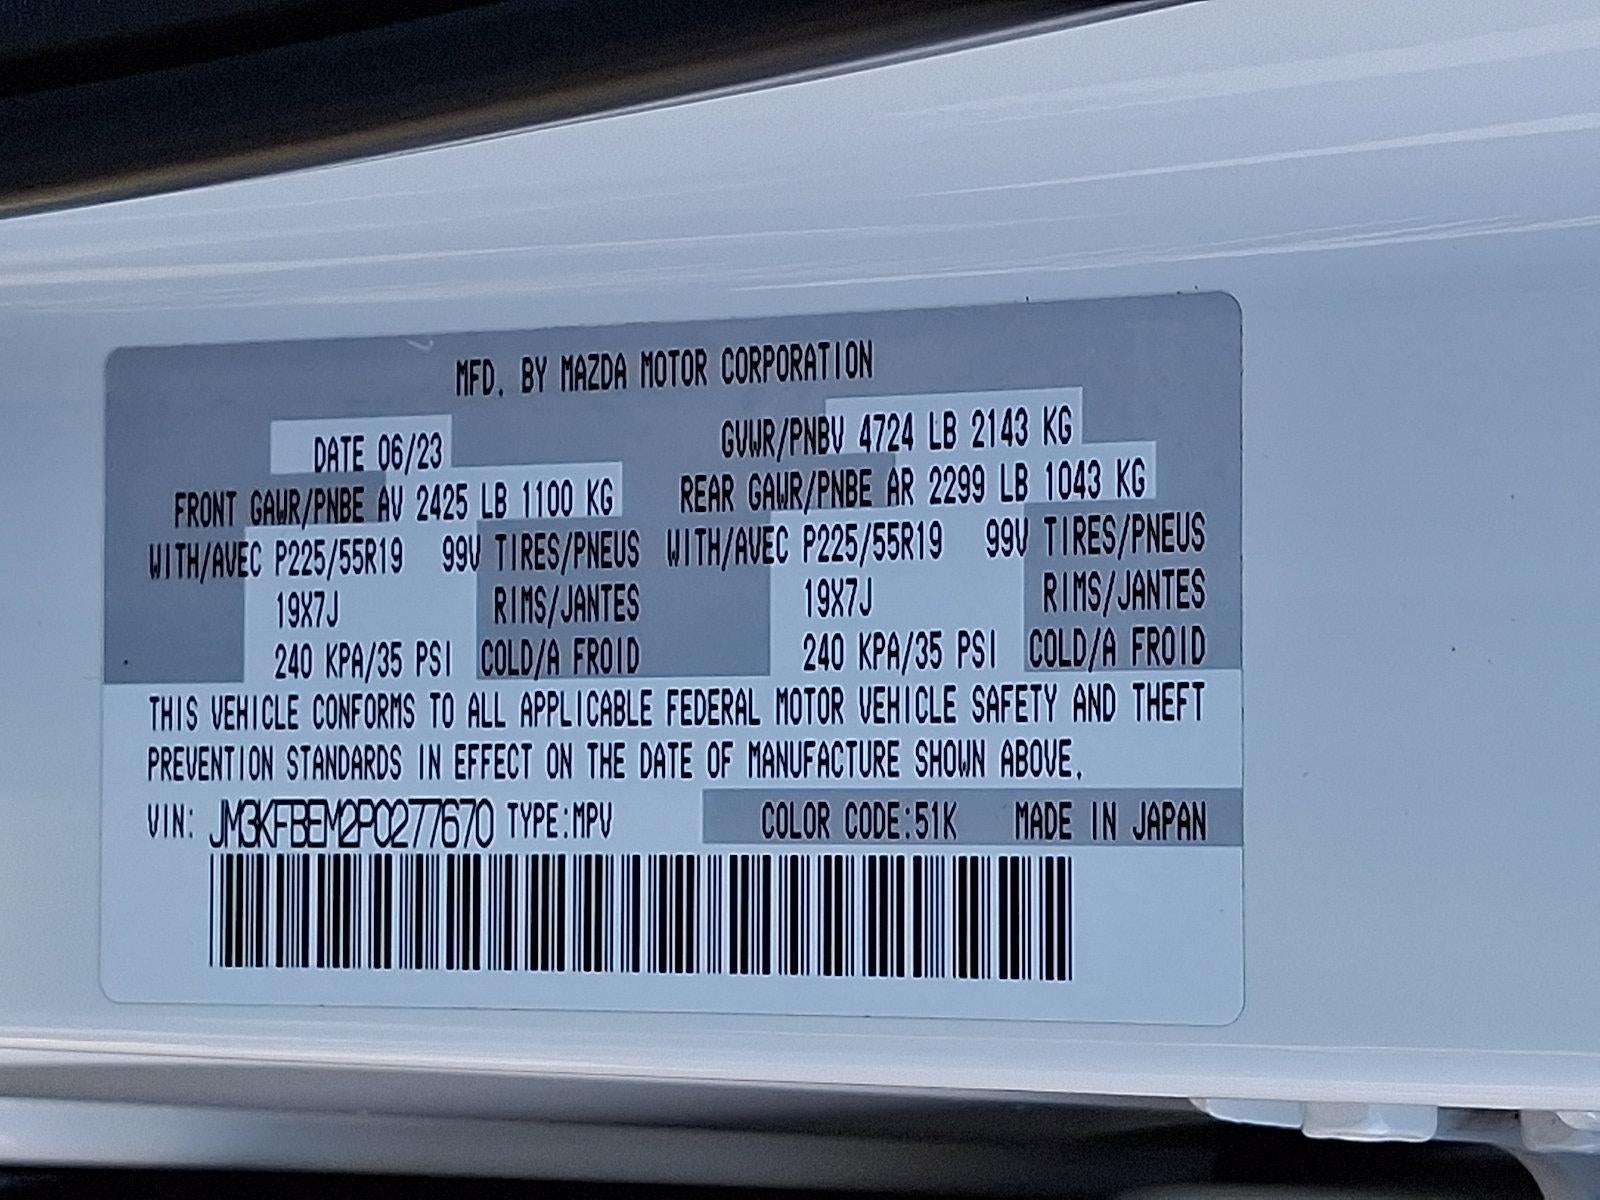 MFD. BY MAZDA MOTOR CORPORATION
DATE 06/23 GVWR/PNBV 4724 LB 2143 KG
FRONT GAWR/PNBE AV 2425 LB 1100 KG REAR GAWR/PNBE AR 2299 LB 1043 KG
WITH/AVEC P225/55R19 99V TIRES/PNEUS WITH/AVEC P225/55R19 99V TIRES/PNEUS
19X7J RIMS/JANTES 19X7J RIMS/JANTES
240 KPA/35 PSI COLD/A FROID 240 KPA/35 PSI COLD/A FROID
THIS VEHICLE CONFORMS TO ALL APPLICABLE FEDERAL MOTOR VEHICLE SAFETY AND THEFT
PREVENTION STANDARDS IN EFFECT ON THE DATE OF MANUFACTURE SHOWN ABOVE.
VIN: JM3KFBEM2P0277670 TYPE:MPV COLOR CODE:51K MADE IN JAPAN